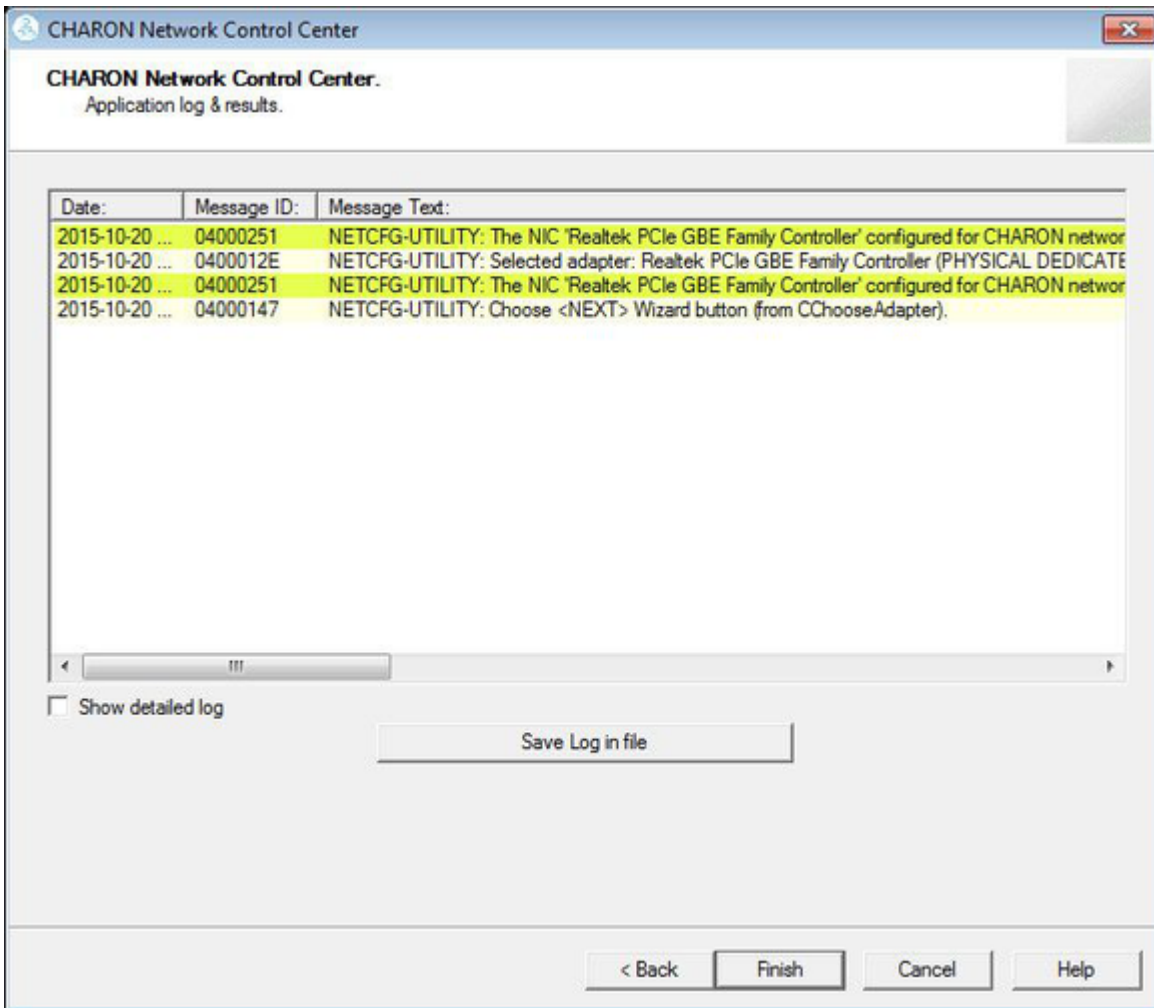 CHARON Network Control Center
CHARON Network Control Center.
Application log & results.
Date: Message ID: Message Text:
2015-10-20 ... 04000251 NETCFG-UTILITY: The NIC 'Realtek PCIe GBE Family Controller' configured for CHARON networ
2015-10-20 ... 0400012E NETCFG-UTILITY: Selected adapter: Realtek PCIe GBE Family Controller (PHYSICAL DEDICATE
2015-10-20 ... 04000251 NETCFG-UTILITY: The NIC 'Realtek PCIe GBE Family Controller' configured for CHARON networ
2015-10-20 ... 04000147 NETCFG-UTILITY: Choose <NEXT> Wizard button (from CChooseAdapter).
Show detailed log
Save Log in file
< Back Finish Cancel Help